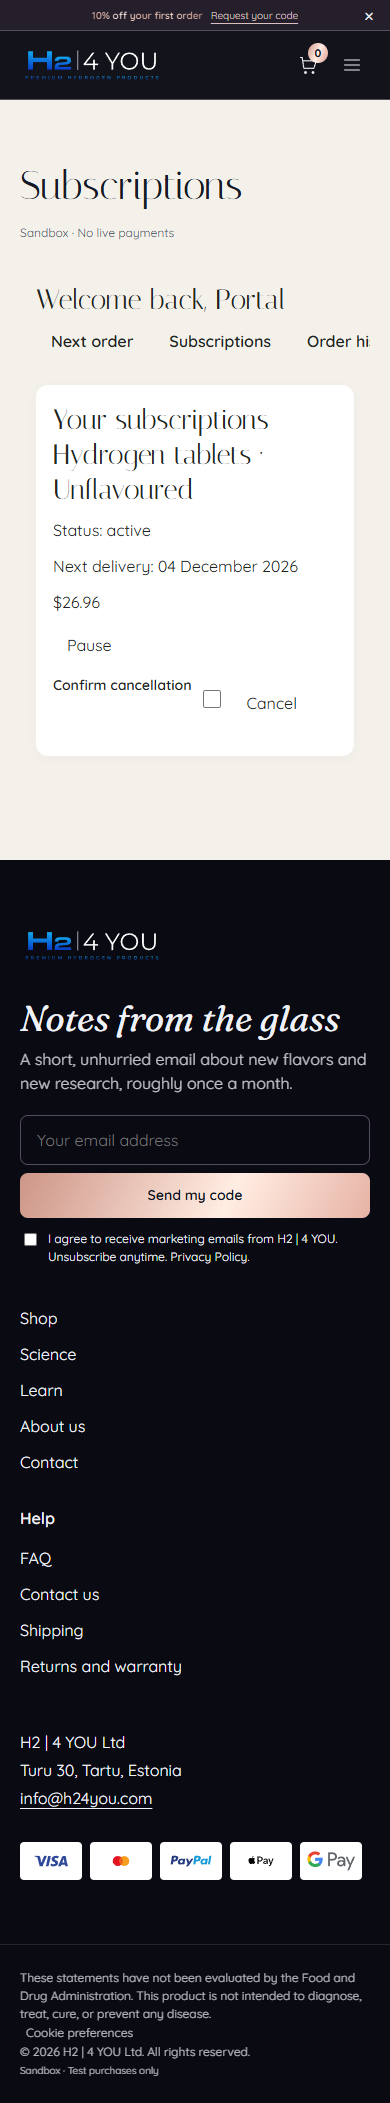 10% off your first order Request your code ×
H2 | 4 YOU
PREMIUM HYDROGEN PRODUCTS
0
Subscriptions
Sandbox · No live payments
Welcome back, Portal
Next order Subscriptions Order his
Your subscriptions
Hydrogen tablets ·
Unflavoured
Status: active
Next delivery: 04 December 2026
$26.96
Pause
Confirm cancellation
Cancel
H2 | 4 YOU
PREMIUM HYDROGEN PRODUCTS
Notes from the glass
A short, unhurried email about new flavors and
new research, roughly once a month.
Your email address
Send my code
I agree to receive marketing emails from H2 | 4 YOU.
Unsubscribe anytime. Privacy Policy.
Shop
Science
Learn
About us
Contact
Help
FAQ
Contact us
Shipping
Returns and warranty
H2 | 4 YOU Ltd
Turu 30, Tartu, Estonia
info@h24you.com
VISA PayPal Pay G Pay
These statements have not been evaluated by the Food and
Drug Administration. This product is not intended to diagnose,
treat, cure, or prevent any disease.
Cookie preferences
© 2026 H2 | 4 YOU Ltd. All rights reserved.
Sandbox · Test purchases only